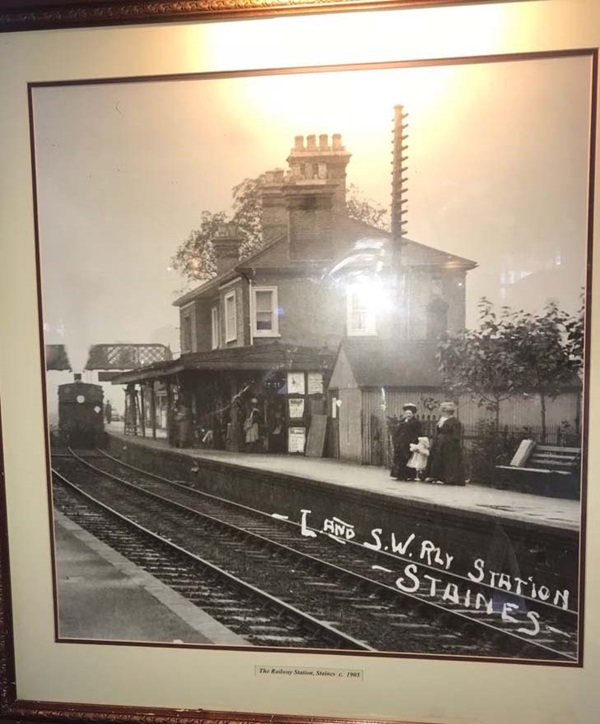 - L AND S.W. RLY STATION
- STAINES -
The Railway Station, Staines c. 1905